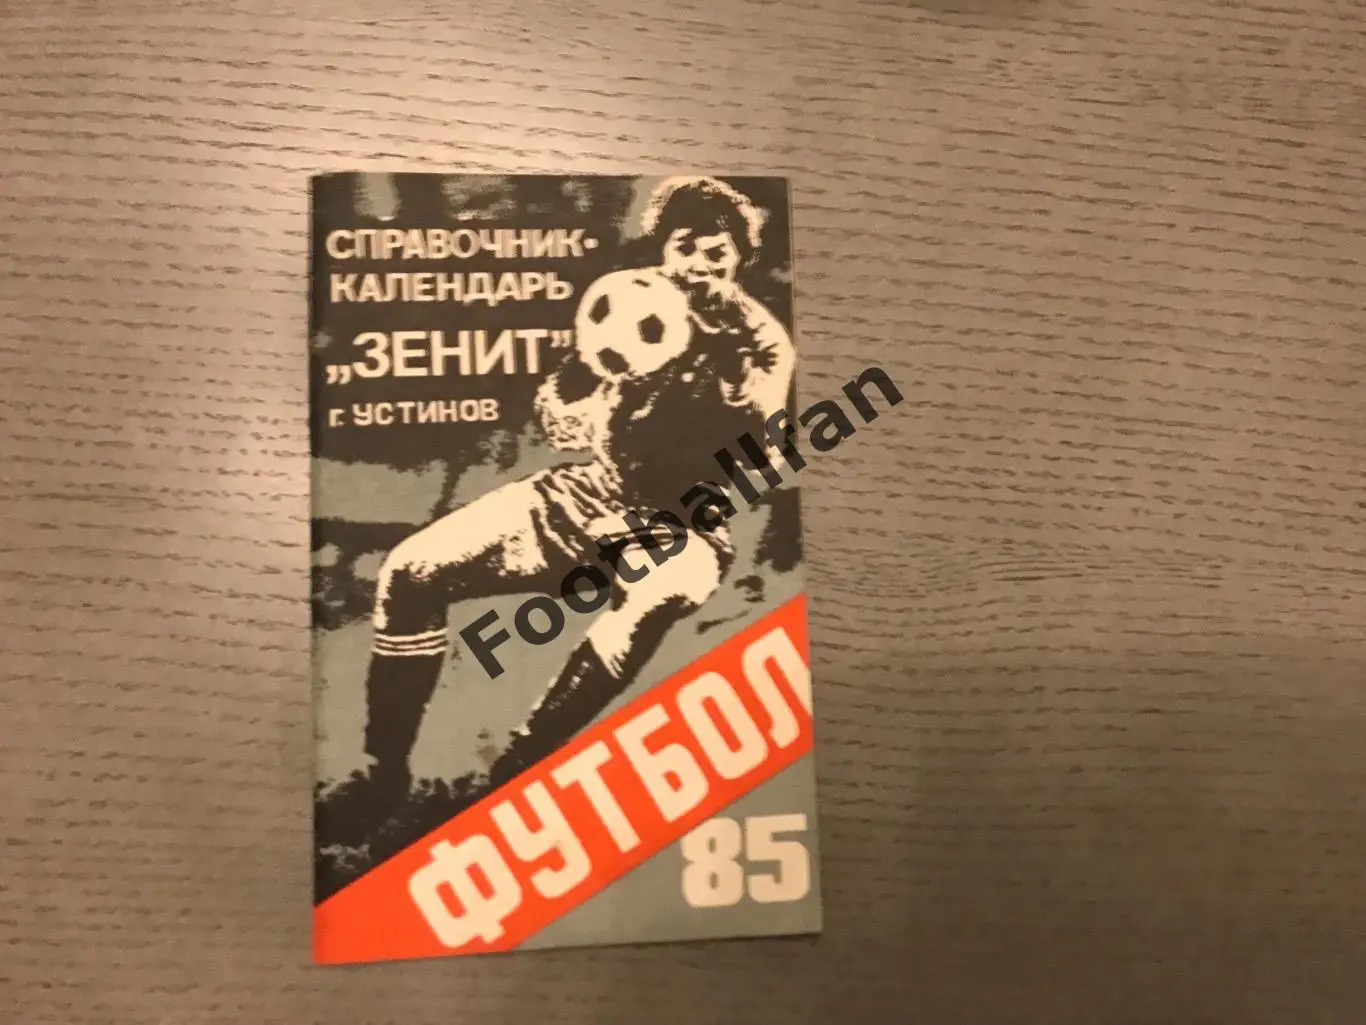 СПРАВОЧНИК-
КАЛЕНДАРЬ
„ЗЕНИТ"
г. УСТИНОВ
Footballfan
ФУТБОЛ
85